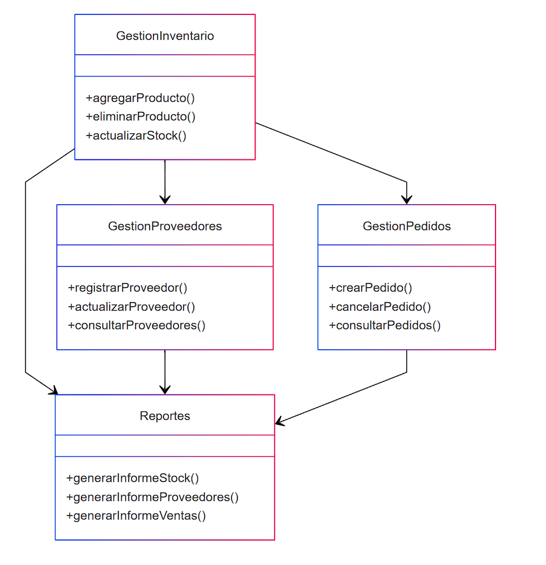 GestionInventario
+agregarProducto()
+eliminarProducto()
+actualizarStock()
GestionProveedores
+registrarProveedor()
+actualizarProveedor()
+consultarProveedores()
GestionPedidos
+crearPedido()
+cancelarPedido()
+consultarPedidos()
Reportes
+generarInformeStock()
+generarInformeProveedores()
+generarInformeVentas()